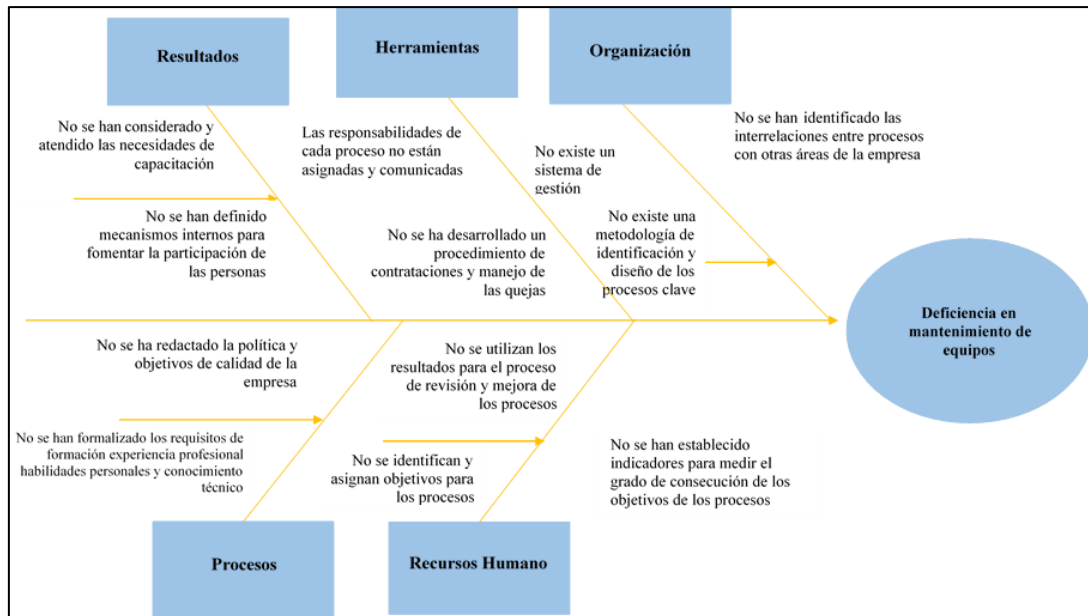 Resultados
Herramientas
Organización
No se han considerado y
atendido las necesidades de
capacitación
Las responsabilidades de
cada proceso no están
asignadas y comunicadas
No existe un
sistema de
gestión
No se han identificado las
interrelaciones entre procesos
con otras áreas de la empresa
No se han definido
mecanismos internos para
fomentar la participación de
las personas
No se ha desarrollado un
procedimiento de
contrataciones y manejo de
las quejas
No existe una
metodología de
identificación y
diseño de los
procesos clave
Deficiencia en
mantenimiento de
equipos
No se ha redactado la política y
objetivos de calidad de la
empresa
No se utilizan los
resultados para el proceso
de revisión y mejora de
los procesos
No se han formalizado los requisitos de
formación experiencia profesional
habilidades personales y conocimiento
técnico
No se identifican y
asignan objetivos para
los procesos
No se han establecido
indicadores para medir el
grado de consecución de los
objetivos de los procesos
Procesos
Recursos Humano